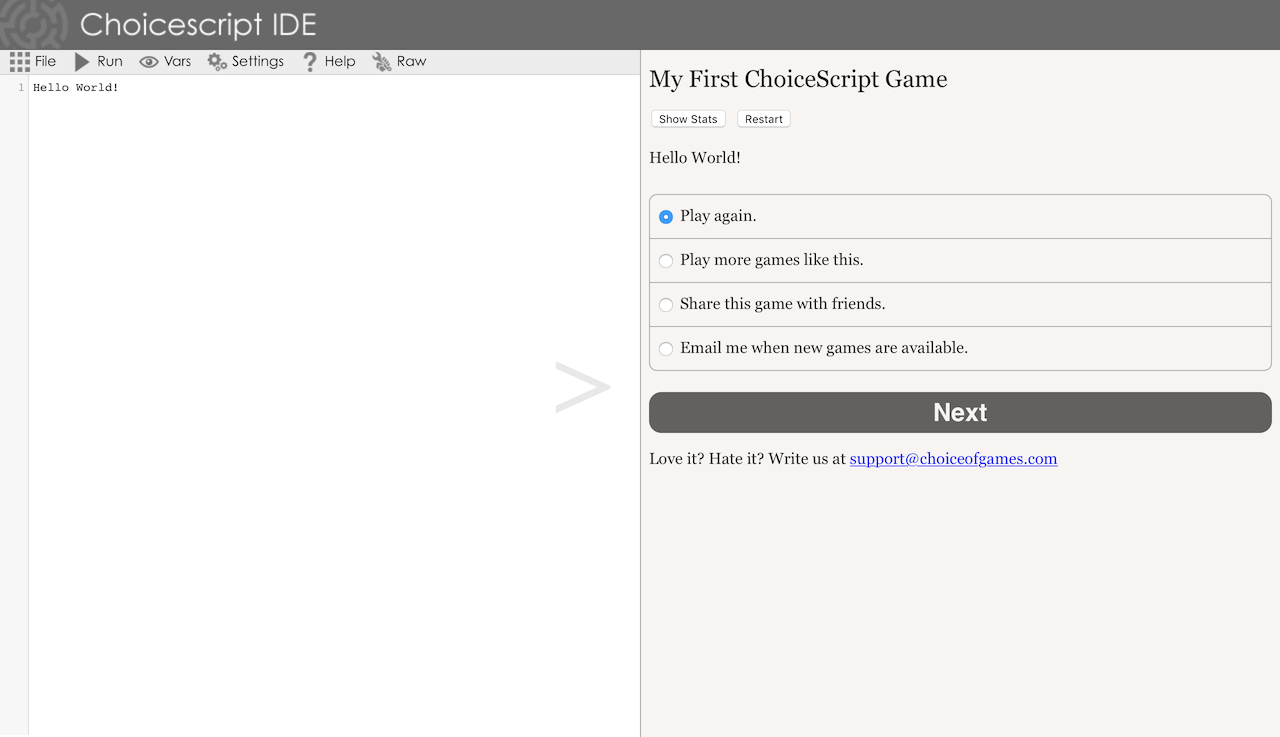 Choicescript IDE
File Run Vars Settings ? Help Raw
1 Hello World!
>
My First ChoiceScript Game
Show Stats Restart
Hello World!
Play again.
Play more games like this.
Share this game with friends.
Email me when new games are available.
Next
Love it? Hate it? Write us at support@choiceofgames.com